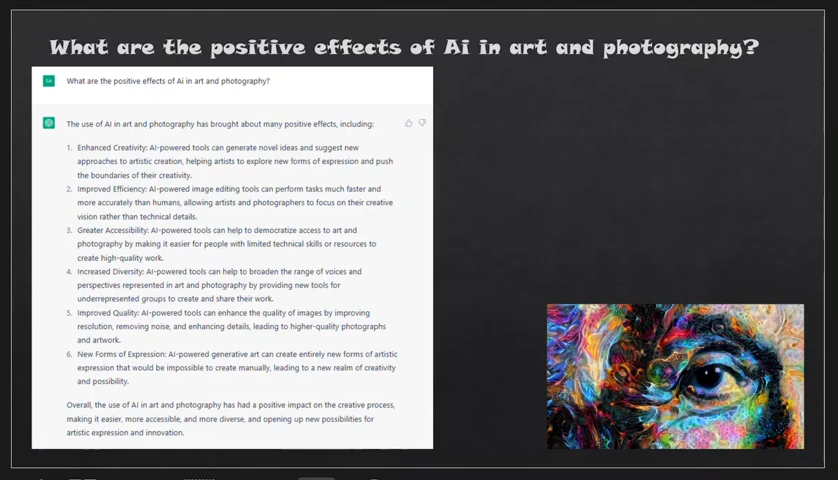 What are the positive effects of Ai in art and photography?
What are the positive effects of Ai in art and photography?
The use of AI in art and photography has brought about many positive effects, including:
1. Enhanced Creativity: AI-powered tools can generate novel ideas and suggest new
approaches to artistic creation, helping artists to explore new forms of expression and push
the boundaries of their creativity.
2. Improved Efficiency: AI-powered image editing tools can perform tasks much faster and
more accurately than humans, allowing artists and photographers to focus on their creative
vision rather than technical details.
3. Greater Accessibility: AI-powered tools can help to democratize access to art and
photography by making it easier for people with limited technical skills or resources to
create high-quality work.
4. Increased Diversity: AI-powered tools can help to broaden the range of voices and
perspectives represented in art and photography by providing new tools for
underrepresented groups to create and share their work.
5. Improved Quality: AI-powered tools can enhance the quality of images by improving
resolution, removing noise, and enhancing details, leading to higher-quality photographs
and artwork.
6. New Forms of Expression: AI-powered generative art can create entirely new forms of artistic
expression that would be impossible to create manually, leading to a new realm of creativity
and possibility.
Overall, the use of AI in art and photography has had a positive impact on the creative process,
making it easier, more accessible, and more diverse, and opening up new possibilities for
artistic expression and innovation.